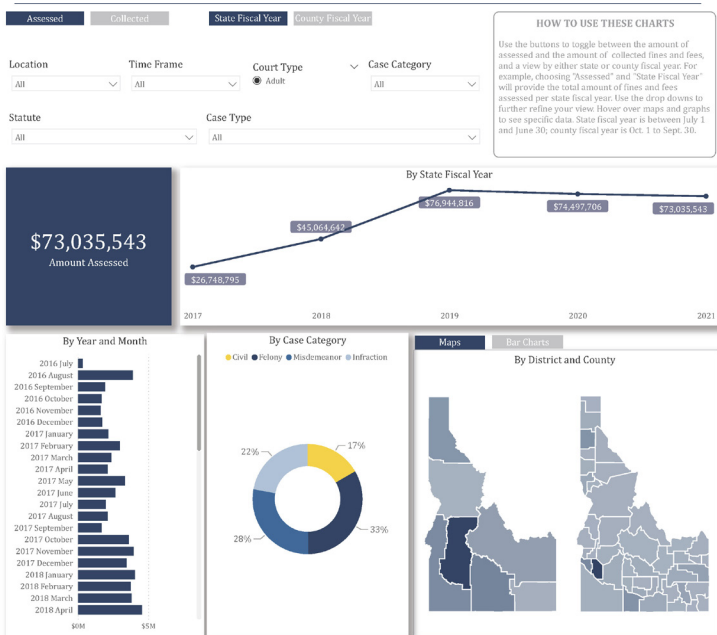 Assessed
Collected
State Fiscal Year
County Fiscal Year
HOW TO USE THESE CHARTS
Use the buttons to toggle between the amount of
assessed and the amount of collected fines and fees,
and a view by either state or county fiscal year. For
example, choosing "Assessed" and "State Fiscal Year"
will provide the total amount of fines and fees
assessed per state fiscal year. Use the drop downs to
further refine your view. Hover over maps and graphs
to see specific data. State fiscal year is between July 1
and June 30; county fiscal year is Oct. 1 to Sept. 30.
Location
All
Time Frame
All
Court Type
Adult
Case Category
All
Statute
All
Case Type
All
$73,035,543
Amount Assessed
By State Fiscal Year
$26,748,795
$45,064,642
$76,944,816
$74,497,706
$73,035,543
2017
2018
2019
2020
2021
By Year and Month
2016 July
2016 August
2016 September
2016 October
2016 November
2016 December
2017 January
2017 February
2017 March
2017 April
2017 May
2017 June
2017 July
2017 August
2017 September
2017 October
2017 November
2017 December
2018 January
2018 February
2018 March
2018 April
$0M
$5M
By Case Category
Civil
Felony
Misdemeanor
Infraction
17%
33%
28%
22%
Maps
Bar Charts
By District and County